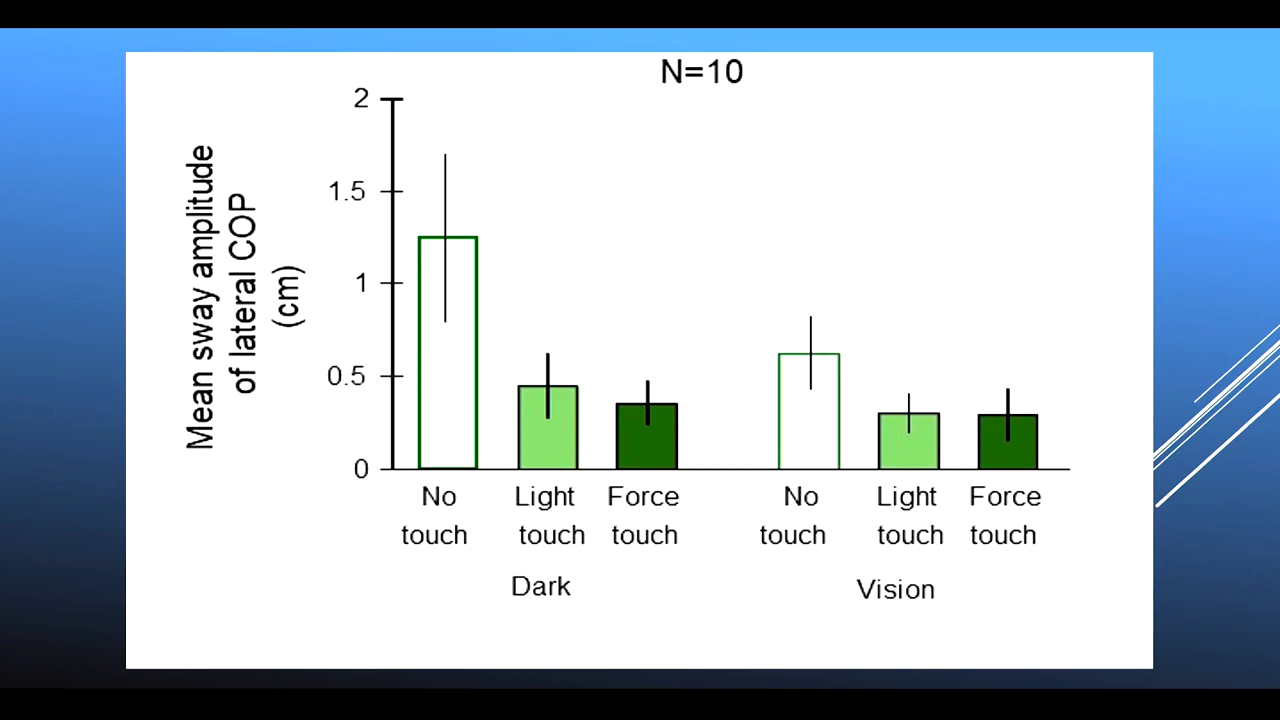 N=10
Mean sway amplitude
of lateral COP
(cm)
2
1.5
1
0.5
0
No Light Force No Light Force
touch touch touch touch touch touch
Dark Vision